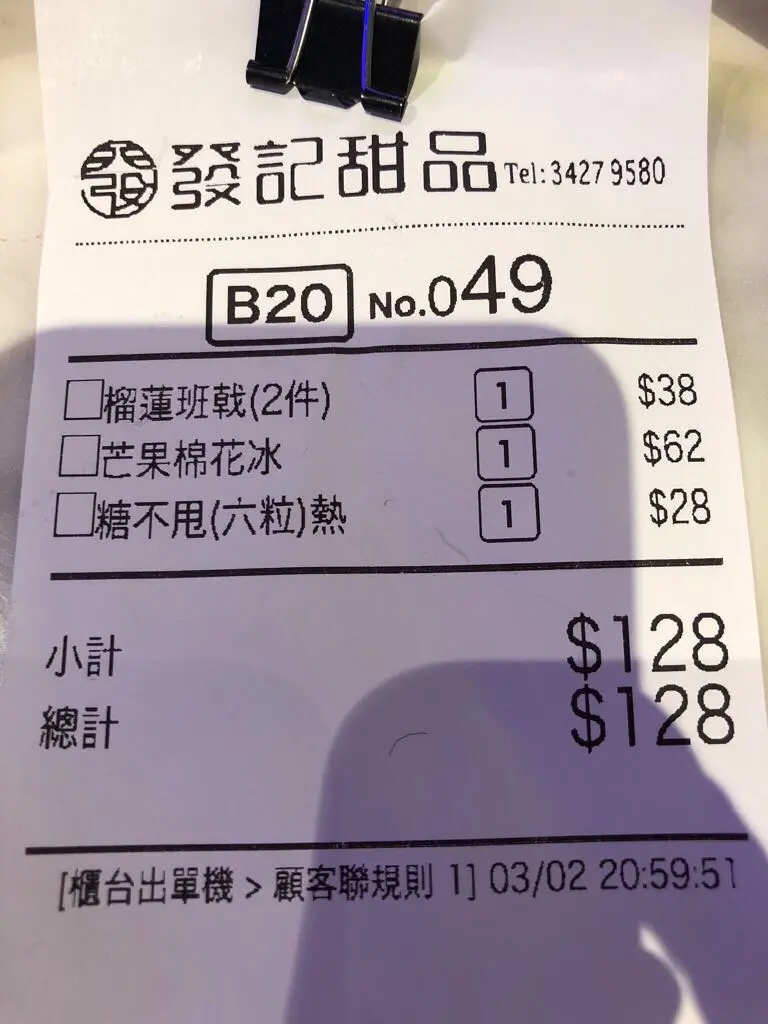 發 發記甜品 Tel: 3427 9580
B20 No.049
榴蓮班戟(2件) 1 $38
芒果棉花冰 1 $62
糖不甩(六粒)熱 1 $28
小計 $128
總計 $128
[櫃台出單機 > 顧客聯規則 1] 03/02 20:59:51